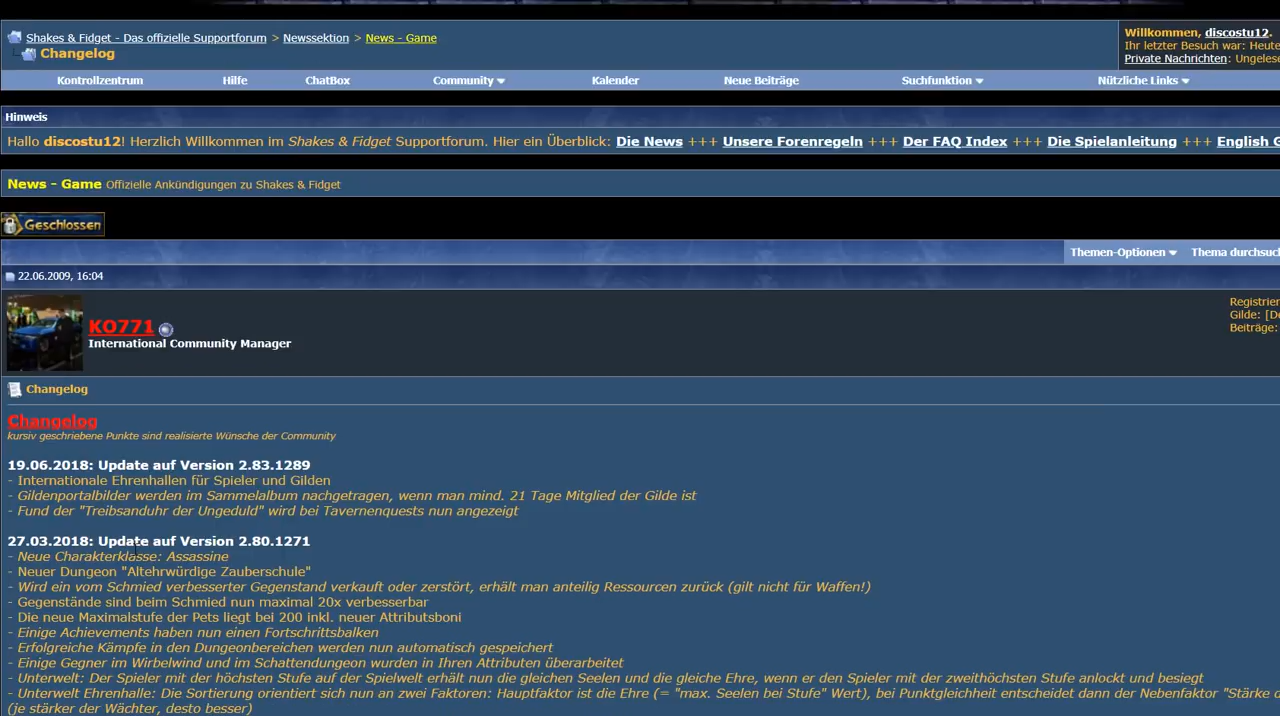 Shakes & Fidget - Das offizielle Supportforum > Newssektion > News - Game
Changelog
Willkommen, discostu12.
Ihr letzter Besuch war: Heute
Private Nachrichten: Ungelese
Kontrollzentrum Hilfe ChatBox Community Kalender Neue Beiträge Suchfunktion Nützliche Links
Hinweis
Hallo discostu12! Herzlich Willkommen im Shakes & Fidget Supportforum. Hier ein Überblick: Die News +++ Unsere Forenregeln +++ Der FAQ Index +++ Die Spielanleitung +++ English G
News - Game Offizielle Ankündigungen zu Shakes & Fidget
Geschlossen
Themen-Optionen Thema durchsuc
22.06.2009, 16:04
KO771
International Community Manager
Registrier
Gilde: [De
Beiträge:
Changelog
Changelog
kursiv geschriebene Punkte sind realisierte Wünsche der Community
19.06.2018: Update auf Version 2.83.1289
- Internationale Ehrenhallen für Spieler und Gilden
- Gildenportalbilder werden im Sammelalbum nachgetragen, wenn man mind. 21 Tage Mitglied der Gilde ist
- Fund der "Treibsanduhr der Ungeduld" wird bei Tavernenquests nun angezeigt
27.03.2018: Update auf Version 2.80.1271
- Neue Charakterklasse: Assassine
- Neuer Dungeon "Altehrwürdige Zauberschule"
- Wird ein vom Schmied verbesserter Gegenstand verkauft oder zerstört, erhält man anteilig Ressourcen zurück (gilt nicht für Waffen!)
- Gegenstände sind beim Schmied nun maximal 20x verbesserbar
- Die neue Maximalstufe der Pets liegt bei 200 inkl. neuer Attributsboni
- Einige Achievements haben nun einen Fortschrittsbalken
- Erfolgreiche Kämpfe in den Dungeonbereichen werden nun automatisch gespeichert
- Einige Gegner im Wirbelwind und im Schattendungeon wurden in Ihren Attributen überarbeitet
- Unterwelt: Der Spieler mit der höchsten Stufe auf der Spielwelt erhält nun die gleichen Seelen und die gleiche Ehre, wenn er den Spieler mit der zweithöchsten Stufe anlockt und besiegt
- Unterwelt Ehrenhalle: Die Sortierung orientiert sich nun an zwei Faktoren: Hauptfaktor ist die Ehre (= "max. Seelen bei Stufe" Wert), bei Punktgleichheit entscheidet dann der Nebenfaktor "Stärke d
(je stärker der Wächter, desto besser)